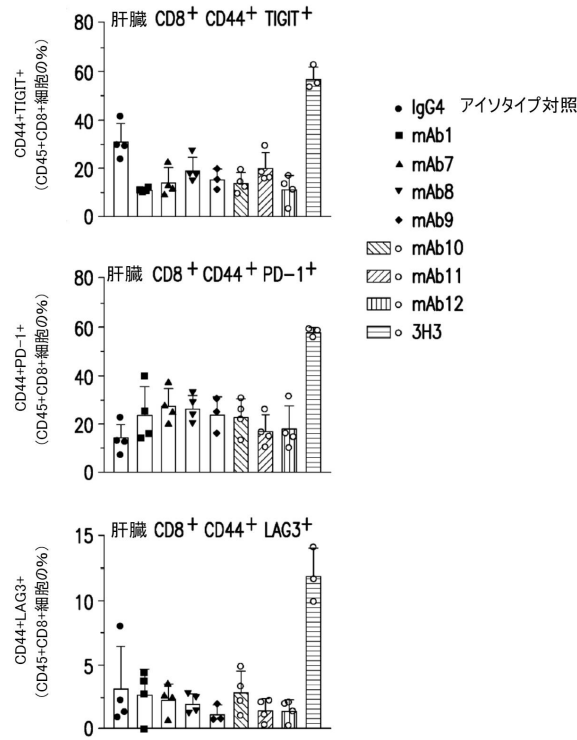 肝臓 CD8+ CD44+ TIGIT+
CD44+TIGIT+
(CD45+CD8+細胞の%)
80
60
40
20
0
IgG4 アイソタイプ対照
mAb1
mAb7
mAb8
mAb9
mAb10
mAb11
mAb12
3H3
肝臓 CD8+ CD44+ PD-1+
CD44+PD-1+
(CD45+CD8+細胞の%)
80
60
40
20
0
肝臓 CD8+ CD44+ LAG3+
CD44+LAG3+
(CD45+CD8+細胞の%)
15
10
5
0